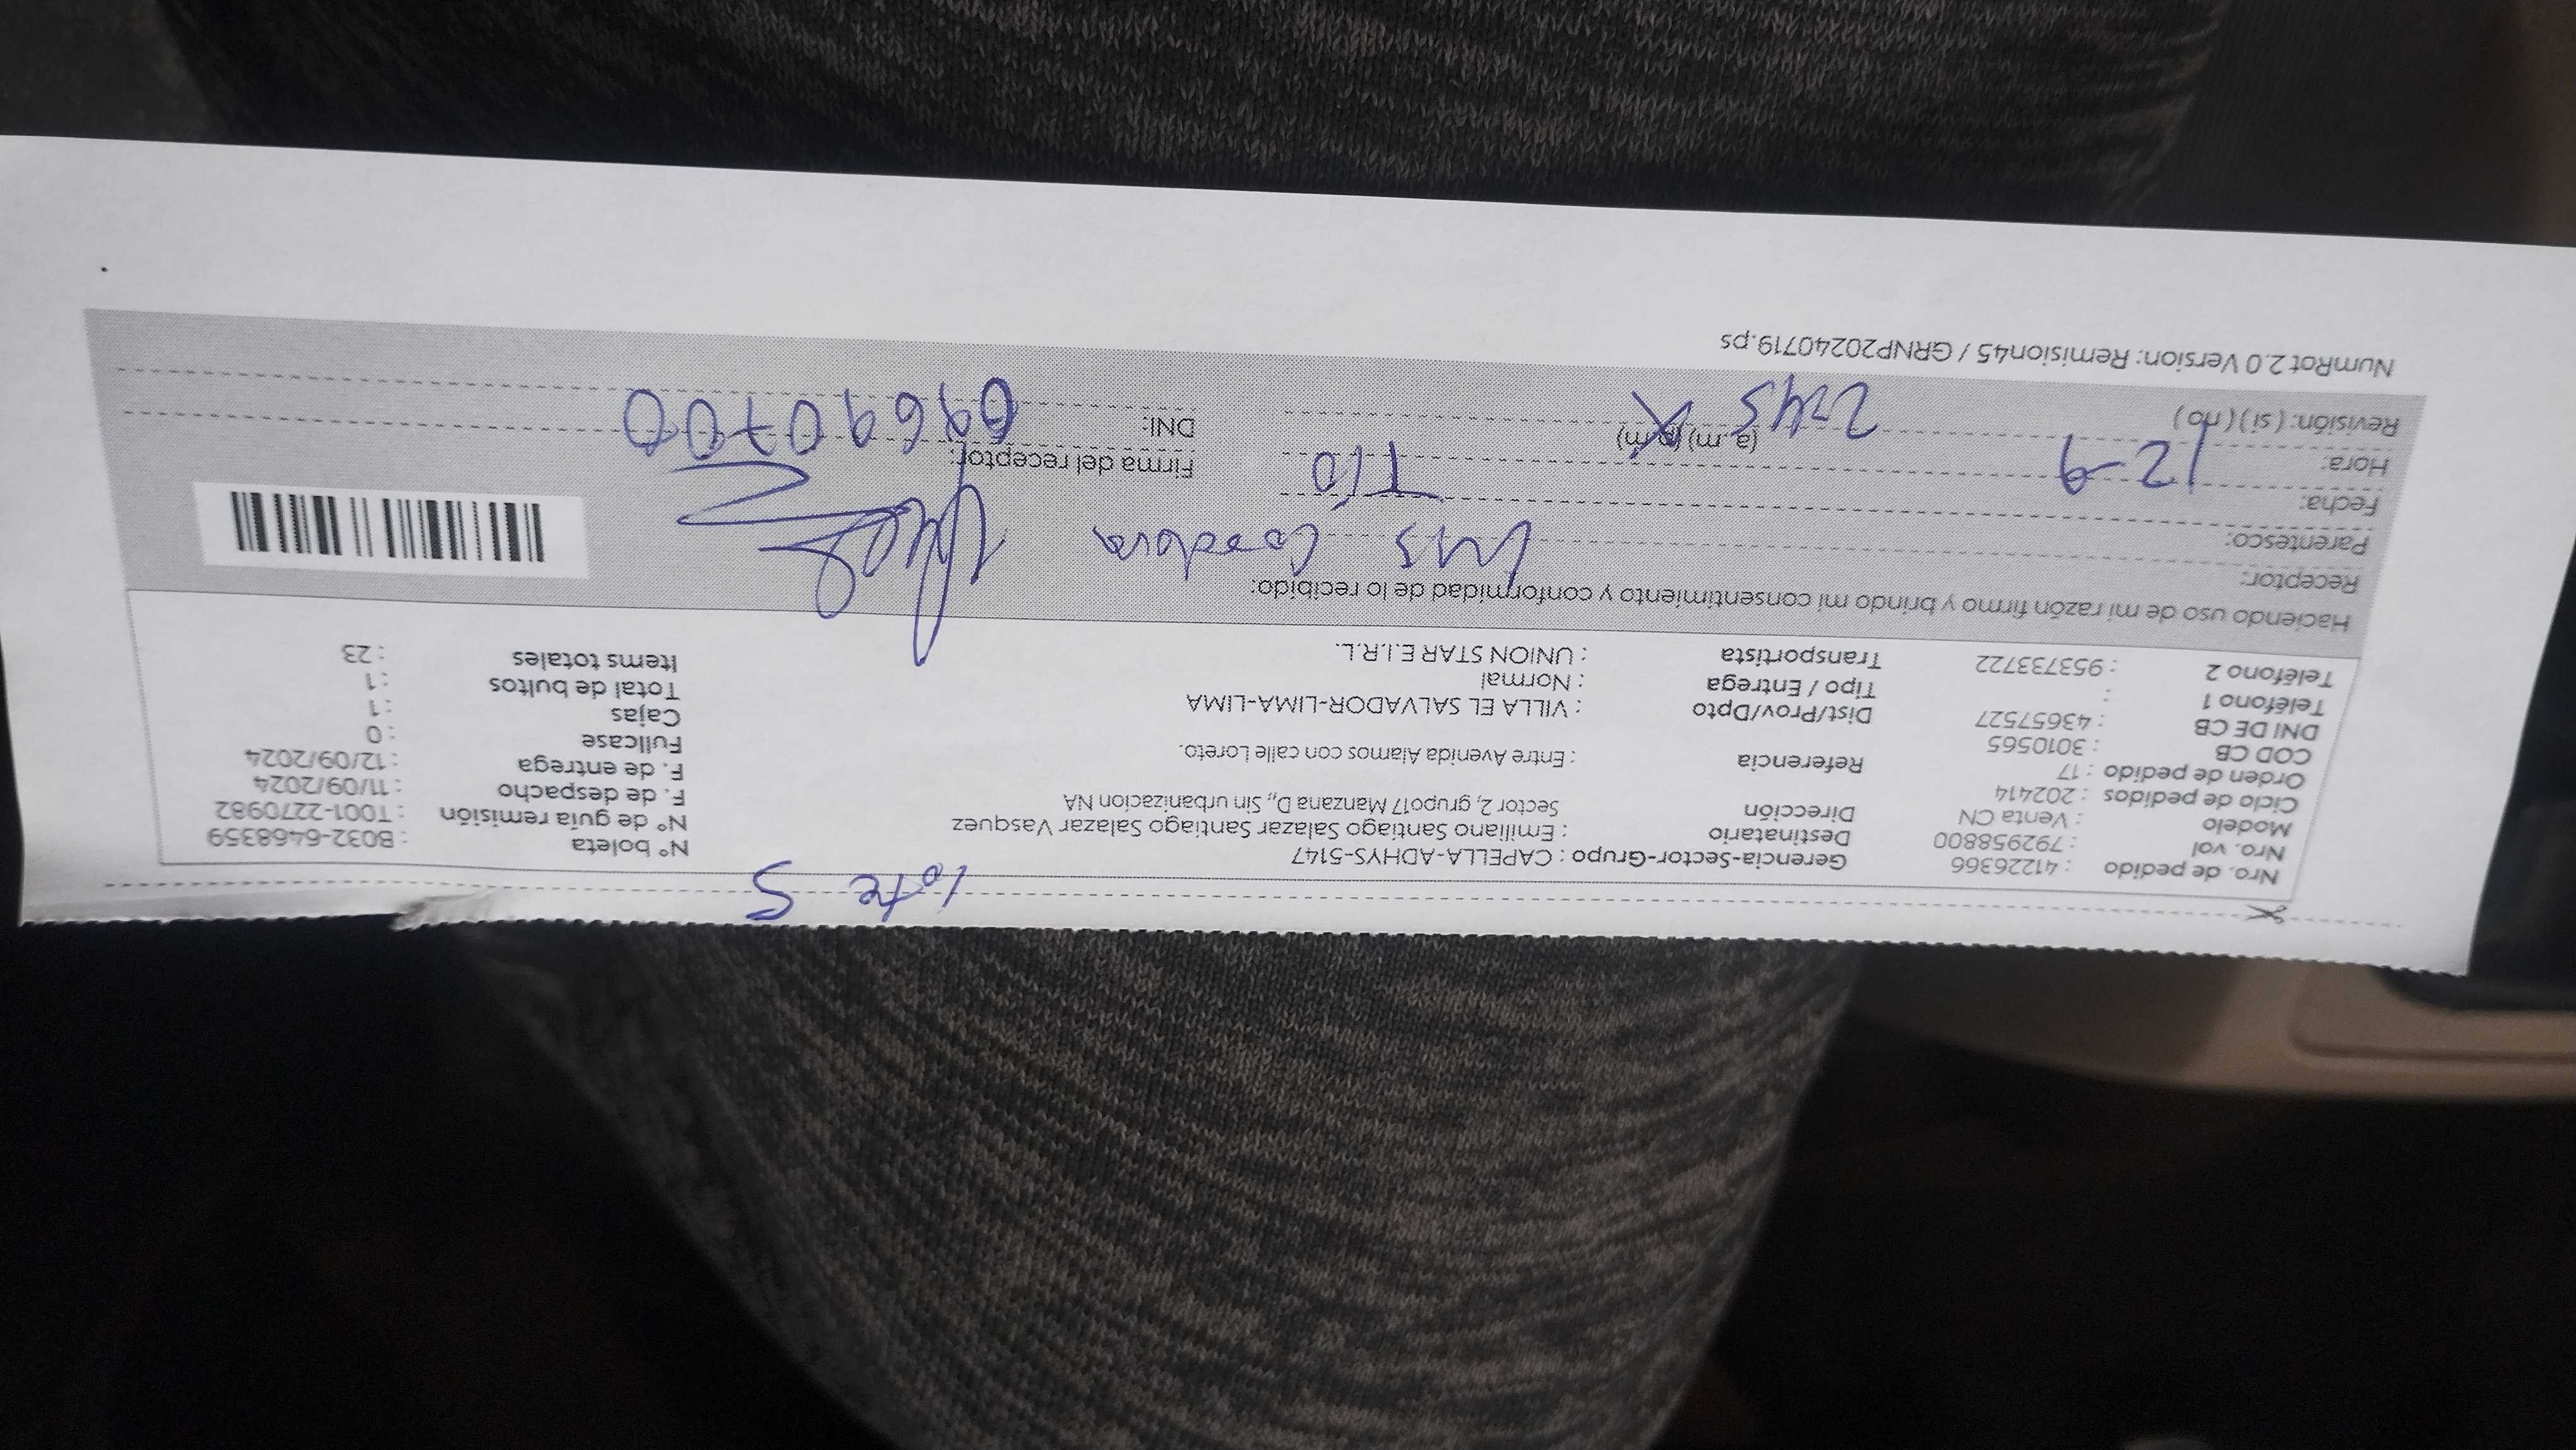 Lote 5
Nro. de pedido : 41226366 Gerencia-Sector-Grupo : CAPELLA-ADHYS-5147 N° boleta : B032-6468359
Nro. vol : 792958800 Destinatario : Emiliano Santiago Salazar Santiago Salazar Vasquez N° de guía remisión : T001-2270982
Modelo : Venta CN Dirección Sector 2, grupo17 Manzana D,, Sin urbanizacion NA F. de despacho : 11/09/2024
Ciclo de pedidos : 202414 F. de entrega : 12/09/2024
Orden de pedido : 17 Referencia : Entre Avenida Alamos con calle Loreto. Fullcase : 0
COD CB : 3010565 Cajas : 1
DNI DE CB : 43657527 Dist/Prov/Dpto : VILLA EL SALVADOR-LIMA-LIMA Total de bultos : 1
Teléfono 1 : Tipo / Entrega : Normal Items totales : 23
Teléfono 2 : 953733722 Transportista : UNION STAR E.I.R.L.
Haciendo uso de mi razón firmo y brindo mi consentimiento y conformidad de lo recibido:
Receptor: Luis
Parentesco: Tio
Fecha: 12-9 Firma del receptor:
Hora: 2:45 (a.m) (p.m) DNI:
Revisión: (si) (no)
NumRot 2.0 Version: Remision45 / GRNP20240719.ps